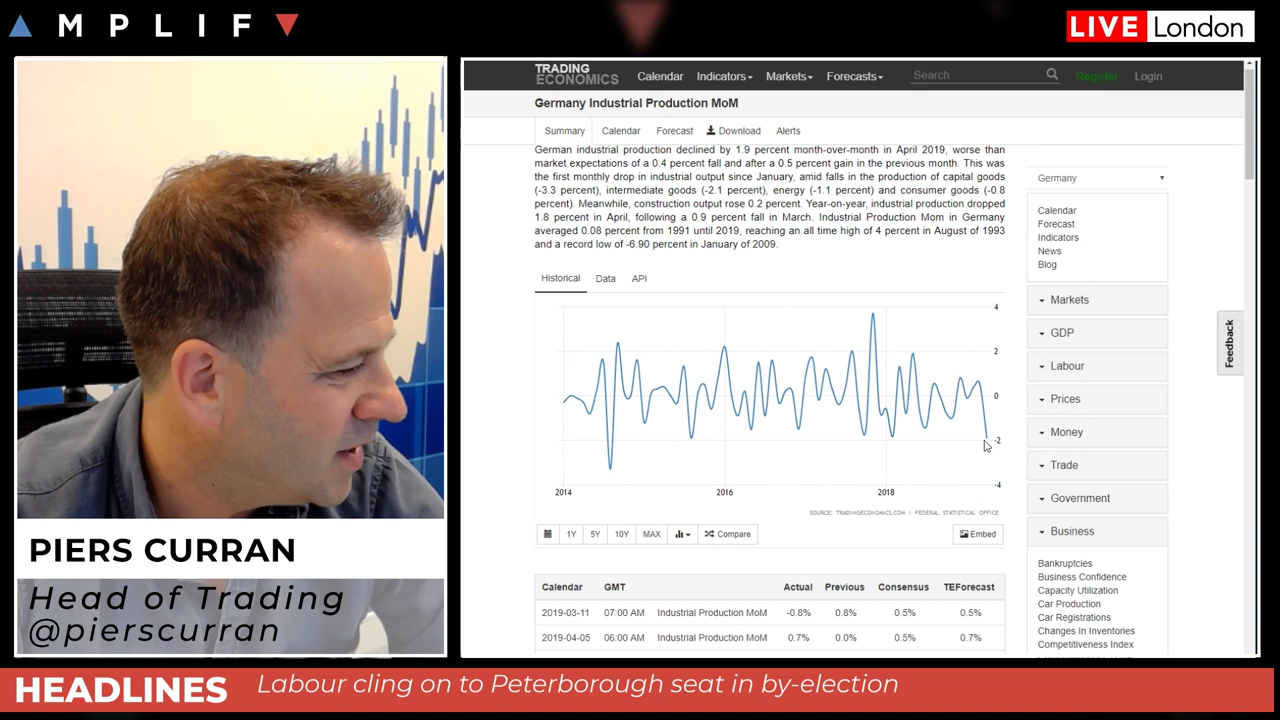 MPLIF
LIVE London
TRADING
ECONOMICS
Calendar
Indicators
Markets
Forecasts
Search
Register
Login
Germany Industrial Production MoM
Summary
Calendar
Forecast
Download
Alerts
German industrial production declined by 1.9 percent month-over-month in April 2019, worse than
market expectations of a 0.4 percent fall and after a 0.5 percent gain in the previous month. This was
the first monthly drop in industrial output since January, amid falls in the production of capital goods
(-3.3 percent), intermediate goods (-2.1 percent), energy (-1.1 percent) and consumer goods (-0.8
percent). Meanwhile, construction output rose 0.2 percent. Year-on-year, industrial production dropped
1.8 percent in April, following a 0.9 percent fall in March. Industrial Production Mom in Germany
averaged 0.08 percent from 1991 until 2019, reaching an all time high of 4 percent in August of 1993
and a record low of -6.90 percent in January of 2009.
Historical
Data
API
4
2
0
-2
-4
2014
2016
2018
SOURCE: TRADINGECONOMICS.COM | FEDERAL STATISTICAL OFFICE
1Y
5Y
10Y
MAX
Compare
Embed
Calendar GMT Actual Previous Consensus TEForecast
2019-03-11 07:00 AM Industrial Production MoM -0.8% 0.8% 0.5% 0.5%
2019-04-05 06:00 AM Industrial Production MoM 0.7% 0.0% 0.5% 0.7%
Germany
Calendar
Forecast
Indicators
News
Blog
Markets
GDP
Labour
Prices
Money
Trade
Government
Business
Bankruptcies
Business Confidence
Capacity Utilization
Car Production
Car Registrations
Changes In Inventories
Competitiveness Index
Feedback
PIERS CURRAN
Head of Trading
@pierscurran
HEADLINES
Labour cling on to Peterborough seat in by-election